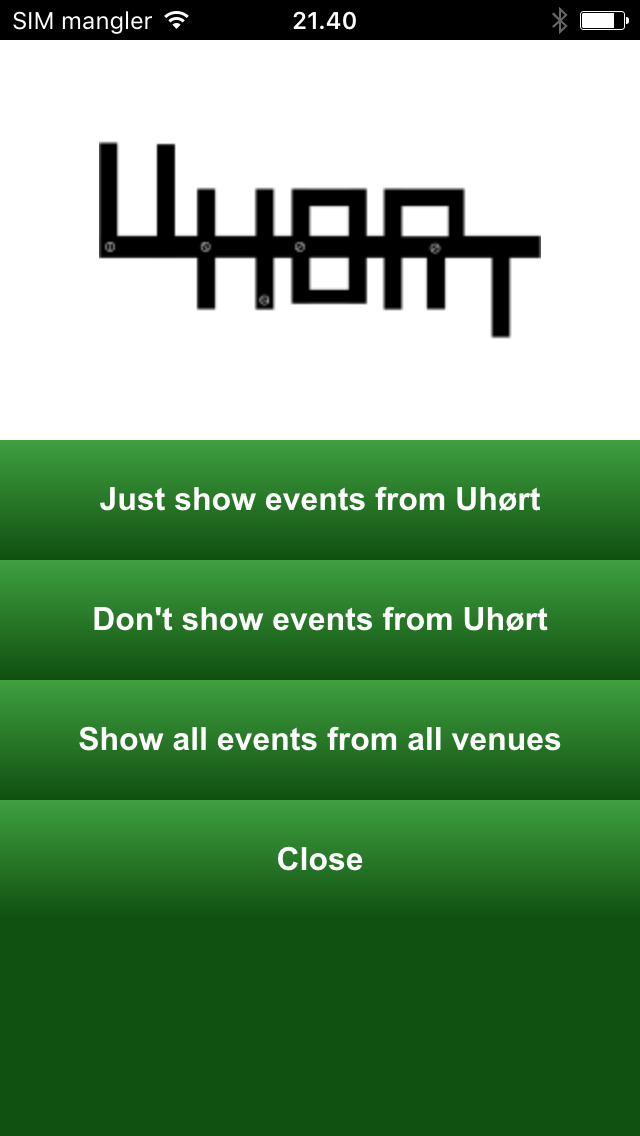 SIM mangler 21.40
UHØRT
Just show events from Uhørt
Don't show events from Uhørt
Show all events from all venues
Close